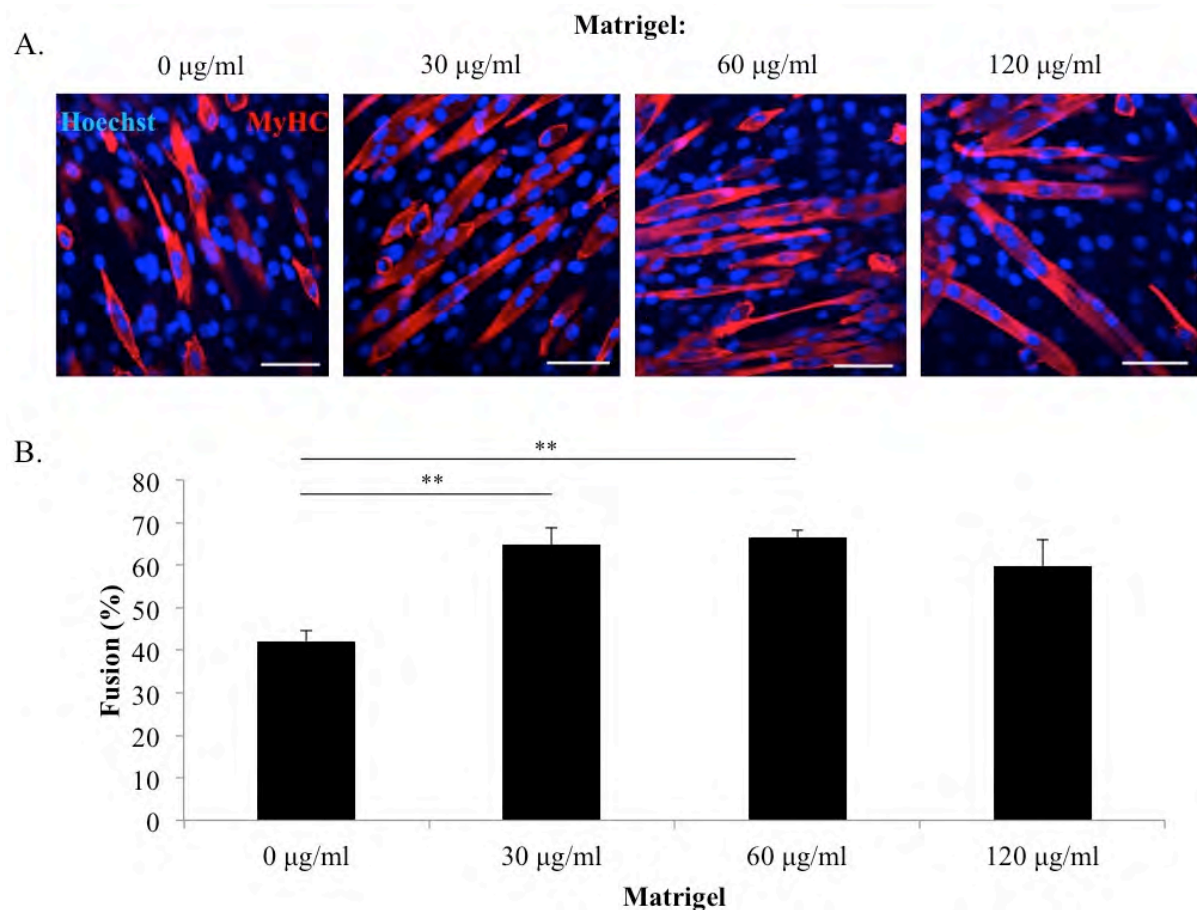 Matrigel:
A.
0 μg/ml 30 μg/ml 60 μg/ml 120 μg/ml
Hoechst MyHC
B.
**
**
80
70
60
50
40
30
20
10
0
Fusion (%)
0 μg/ml 30 μg/ml 60 μg/ml 120 μg/ml
Matrigel